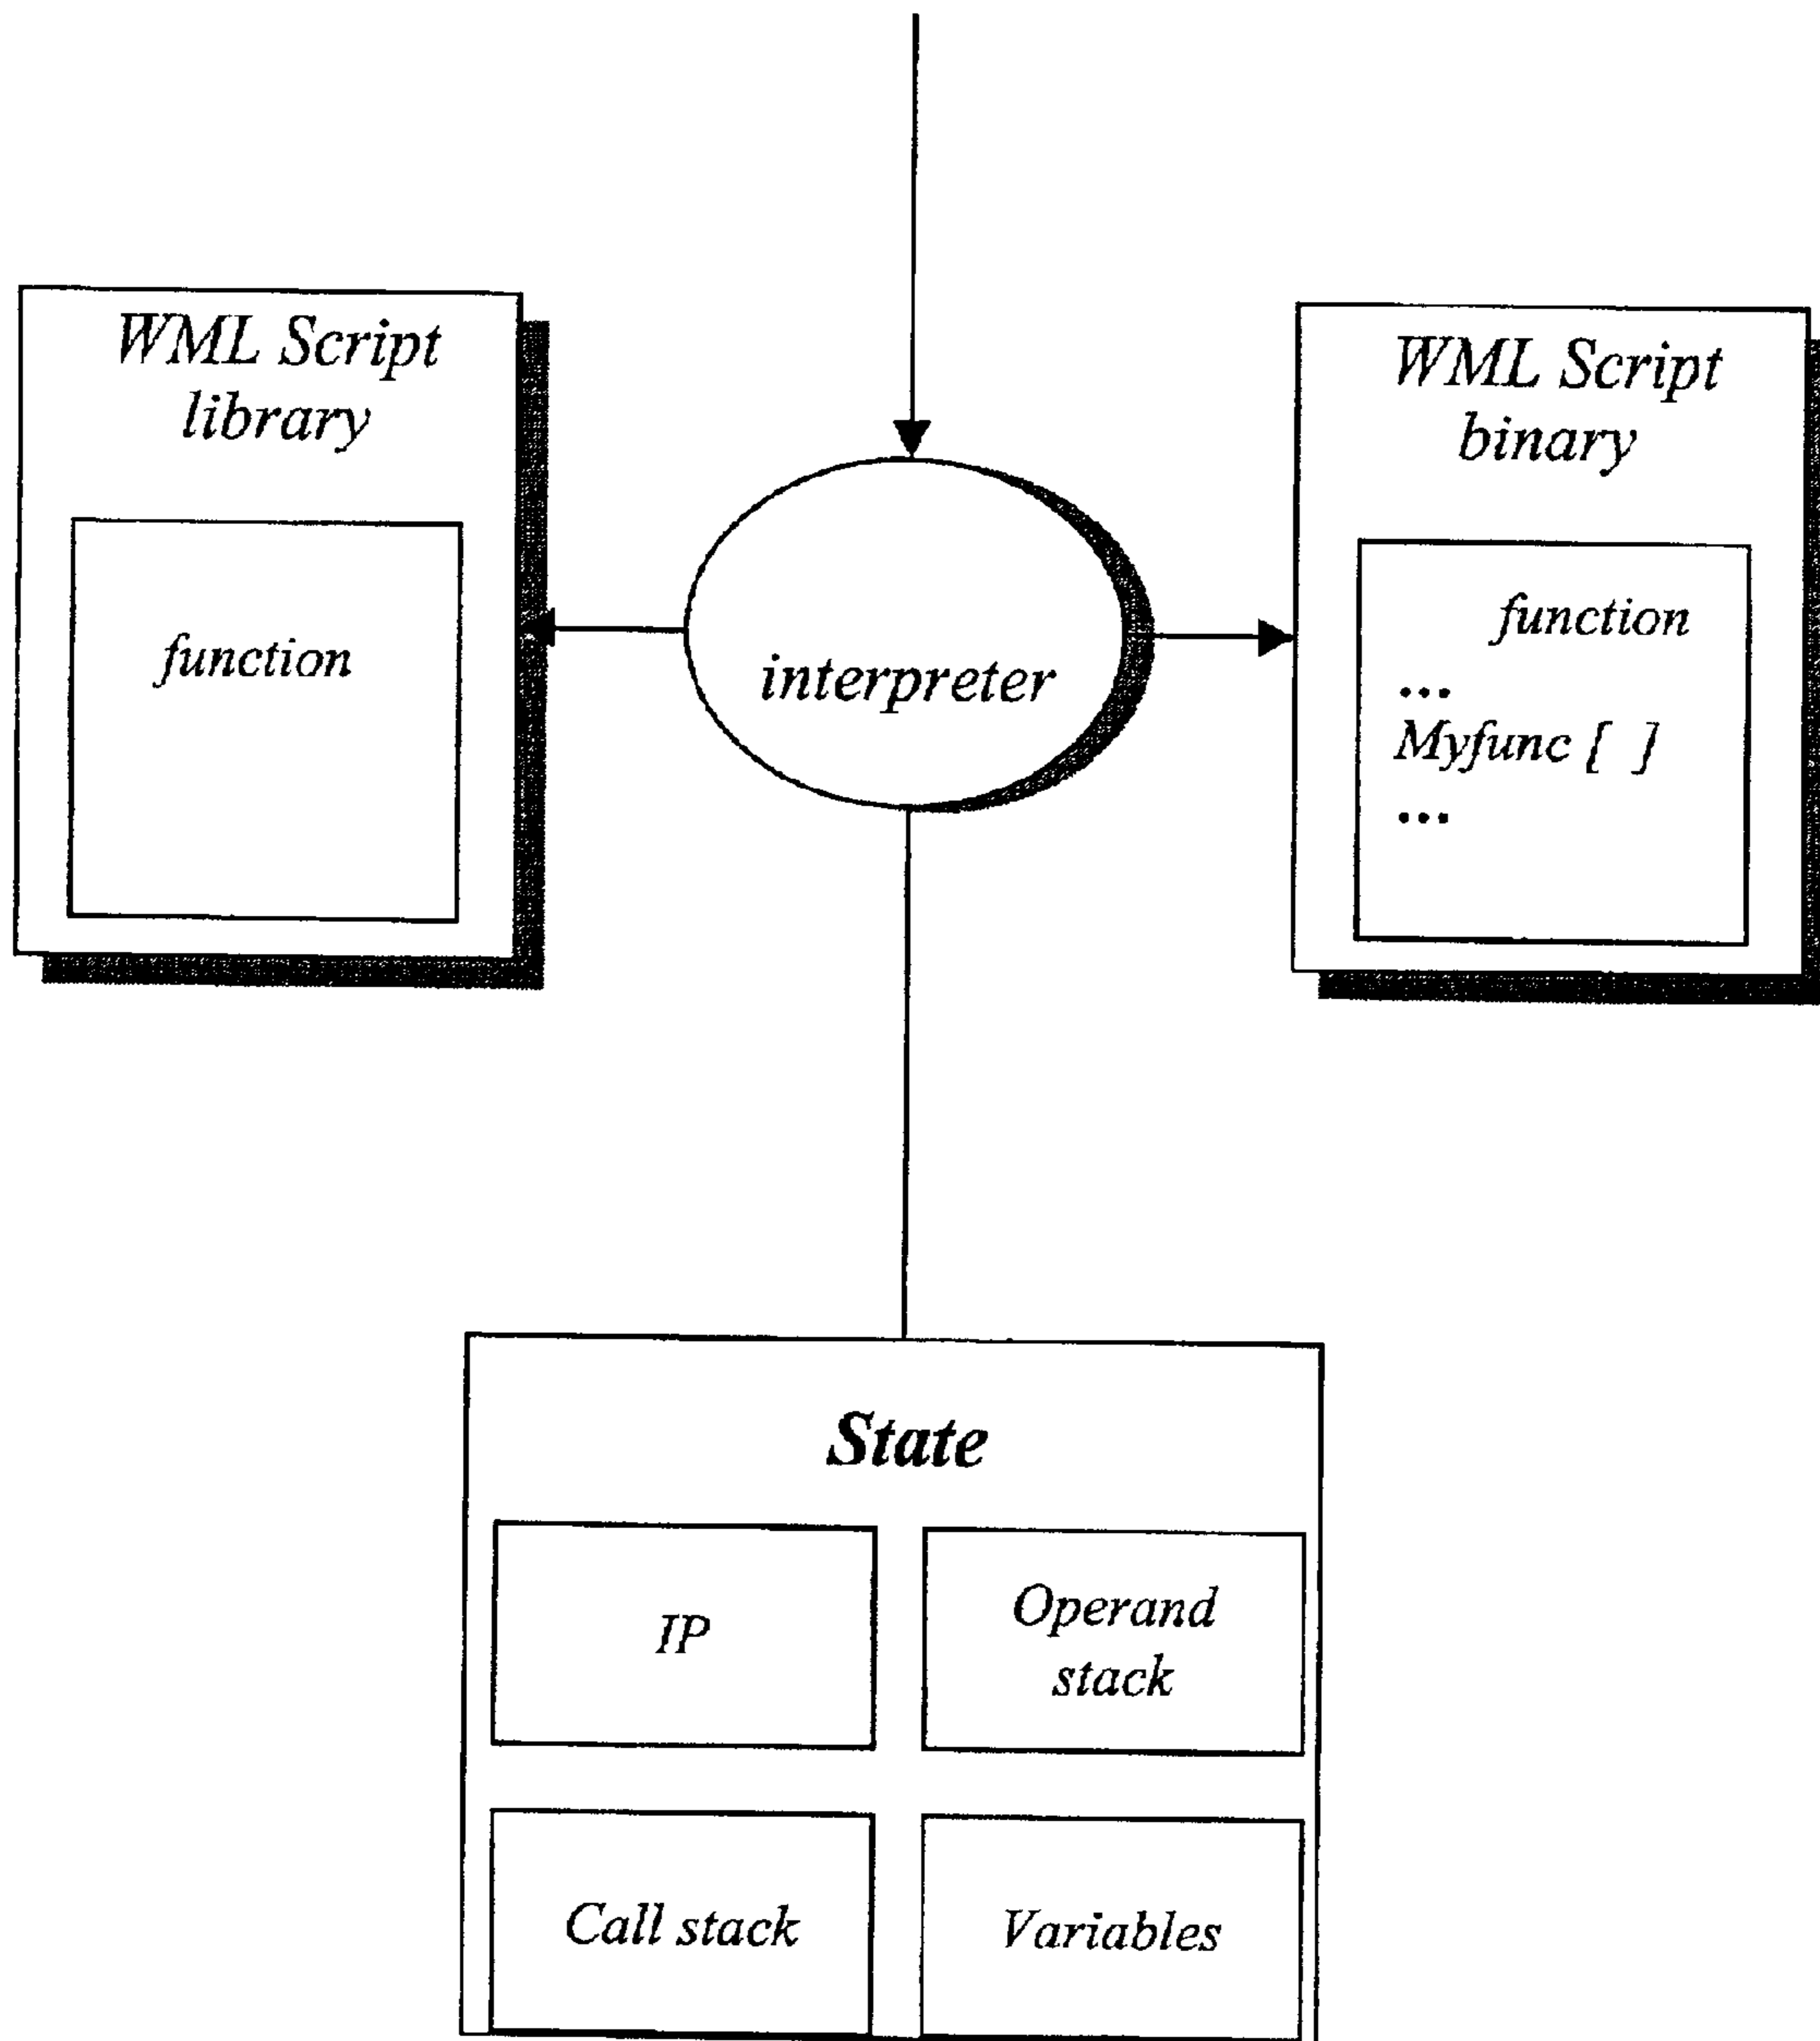 WML Script
library
function
interpreter
WML Script
binary
function
...
Myfunc [ ]
...
State
IP
Operand
stack
Call stack
Variables